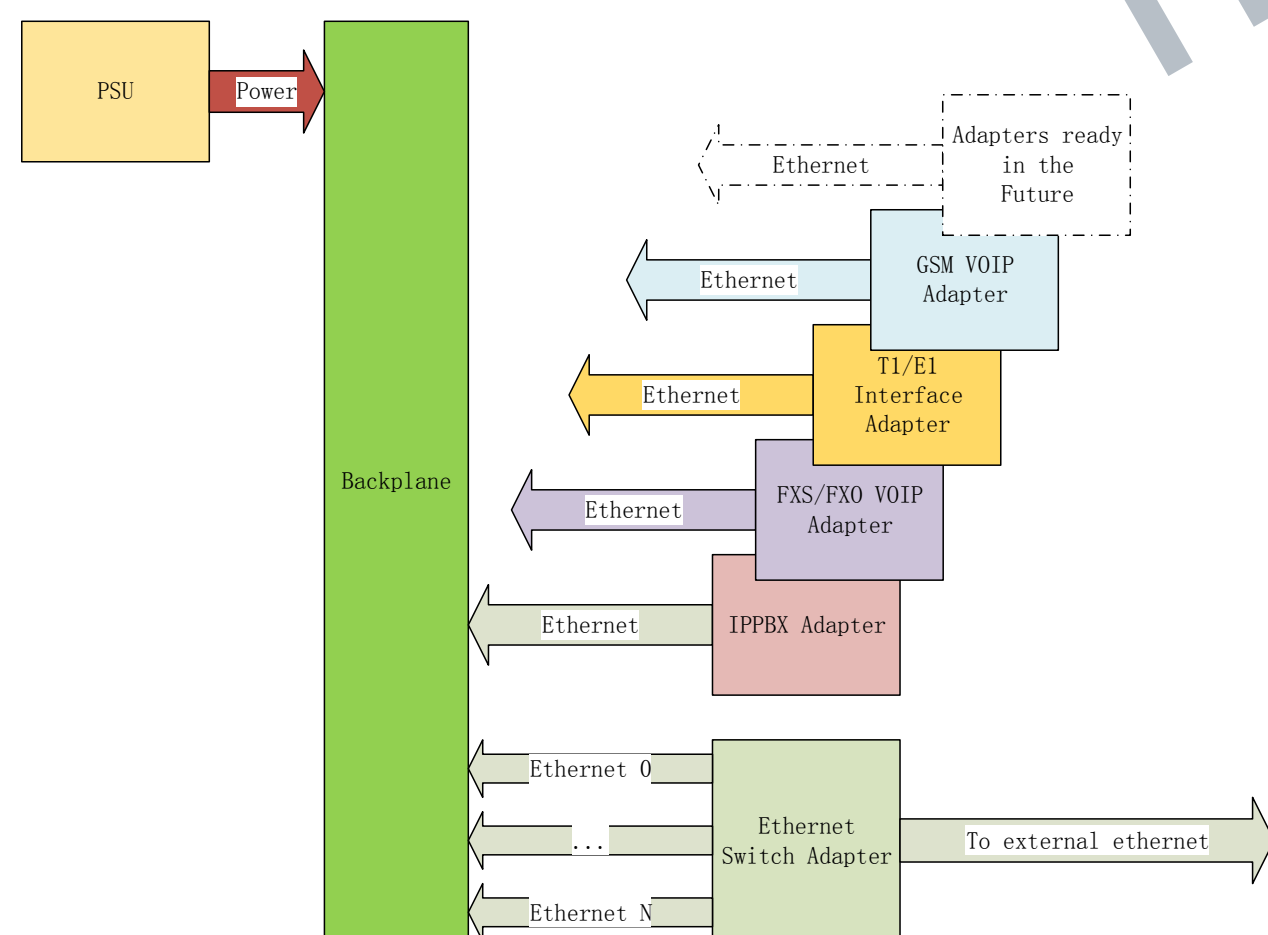 PSU
Power
Adapters ready
in the
Future
Ethernet
GSM VOIP
Adapter
Ethernet
T1/E1
Interface
Adapter
Ethernet
Backplane
FXS/FXO VOIP
Adapter
Ethernet
IPPBX Adapter
Ethernet
Ethernet 0
...
Ethernet N
Ethernet
Switch Adapter
To external ethernet